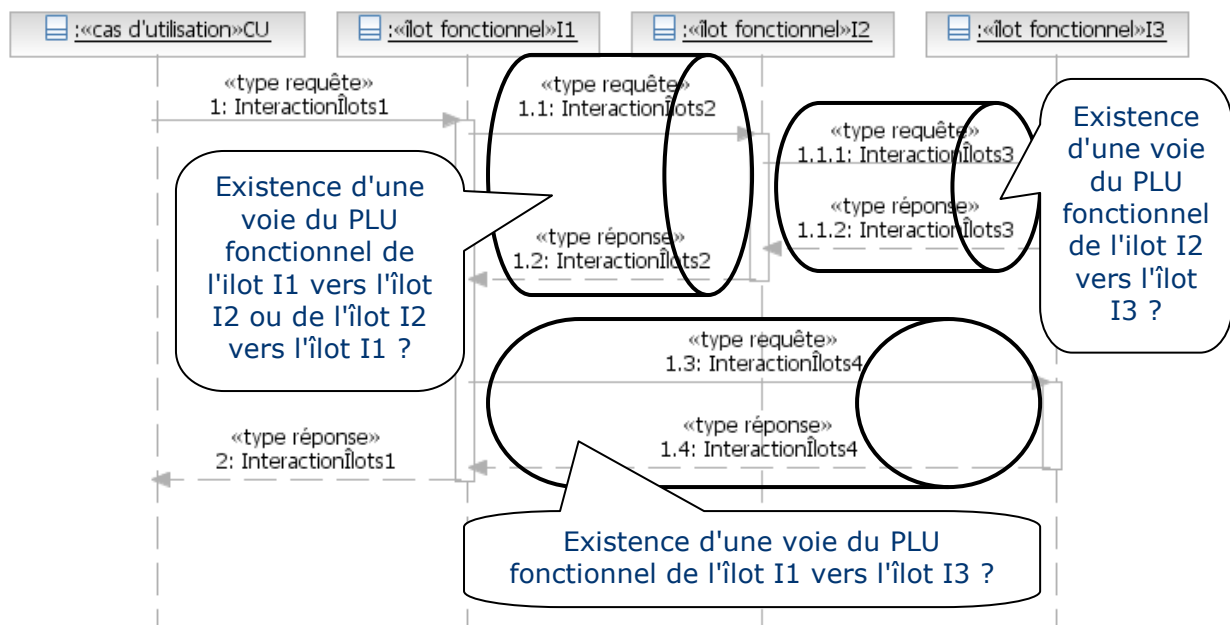 :«cas d'utilisation»CU
:«îlot fonctionnel»I1
:«îlot fonctionnel»I2
:«îlot fonctionnel»I3
«type requête»
1: InteractionÎlots1
«type requête»
1.1: InteractionÎlots2
«type requête»
1.1.1: InteractionÎlots3
«type réponse»
1.1.2: InteractionÎlots3
«type réponse»
1.2: InteractionÎlots2
Existence d'une
voie du PLU
fonctionnel de
l'ilot I1 vers l'îlot
I2 ou de l'îlot I2
vers l'îlot I1 ?
Existence
d'une voie
du PLU
fonctionnel
de l'ilot I2
vers l'îlot
I3 ?
«type requête»
1.3: InteractionÎlots4
«type réponse»
1.4: InteractionÎlots4
«type réponse»
2: InteractionÎlots1
Existence d'une voie du PLU
fonctionnel de l'îlot I1 vers l'îlot I3 ?